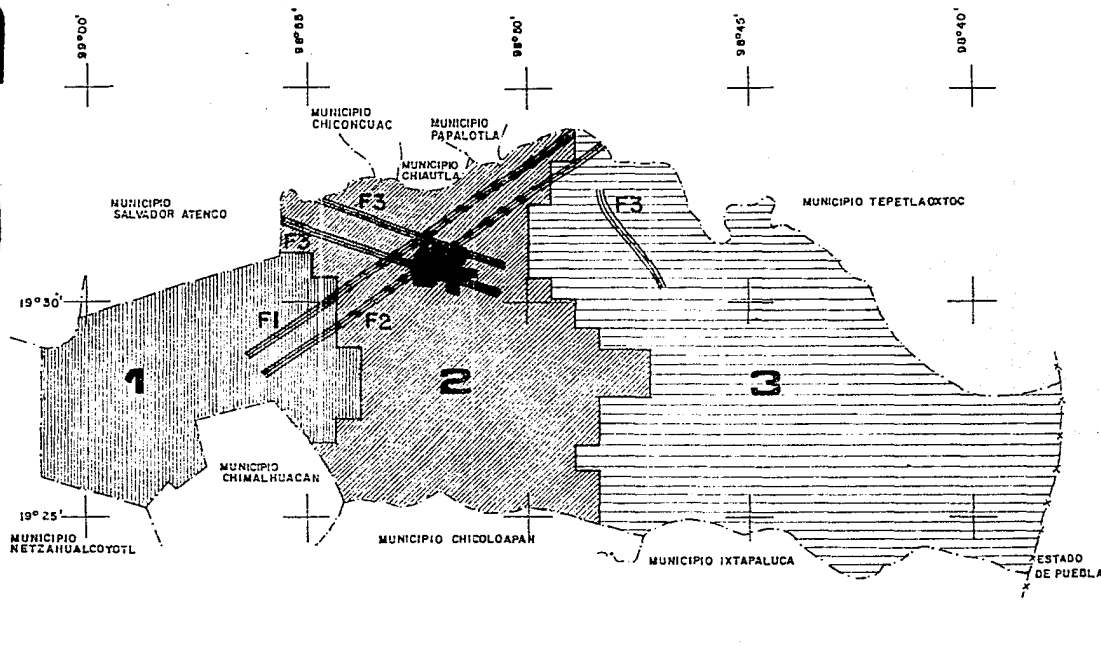 99°00'
98°55'
98°50'
98°45'
98°40'
MUNICIPIO
CHICONCUAC
MUNICIPIO
PAPALOTLA
MUNICIPIO
CHIAUTLA
MUNICIPIO
SALVADOR ATENCO
MUNICIPIO TEPETLAOXTOC
F3
F3
F3
19°30'
F1
F2
1
2
3
MUNICIPIO
CHIMALHUACAN
19°25'
MUNICIPIO
NETZAHUALCOYOTL
MUNICIPIO CHICOLOAPAN
MUNICIPIO IXTAPALUCA
ESTADO
DE PUEBLA